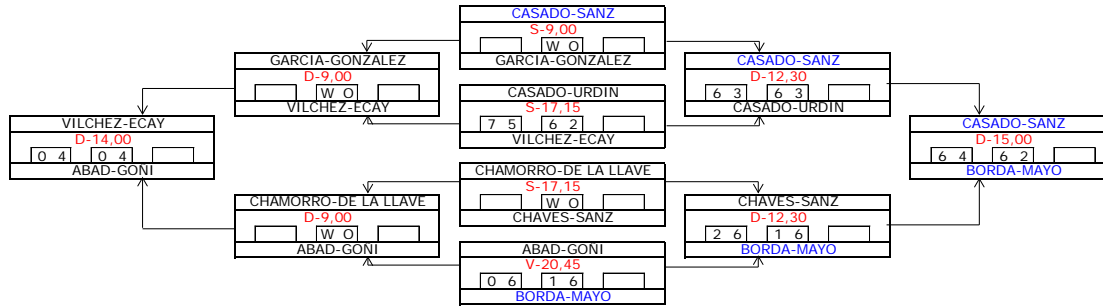 CASADO-SANZ
S-9,00
W O
GARCIA-GONZALEZ
GARCIA-GONZALEZ
D-9,00
W O
VILCHEZ-ECAY
CASADO-SANZ
D-12,30
6 3 6 3
CASADO-URDIN
CASADO-URDIN
S-17,15
7 5 6 2
VILCHEZ-ECAY
VILCHEZ-ECAY
D-14,00
0 4 0 4
ABAD-GOÑI
CASADO-SANZ
D-15,00
6 4 6 2
BORDA-MAYO
CHAMORRO-DE LA LLAVE
S-17,15
W O
CHAVES-SANZ
CHAMORRO-DE LA LLAVE
D-9,00
W O
ABAD-GOÑI
CHAVES-SANZ
D-12,30
2 6 1 6
BORDA-MAYO
ABAD-GOÑI
V-20,45
0 6 1 6
BORDA-MAYO